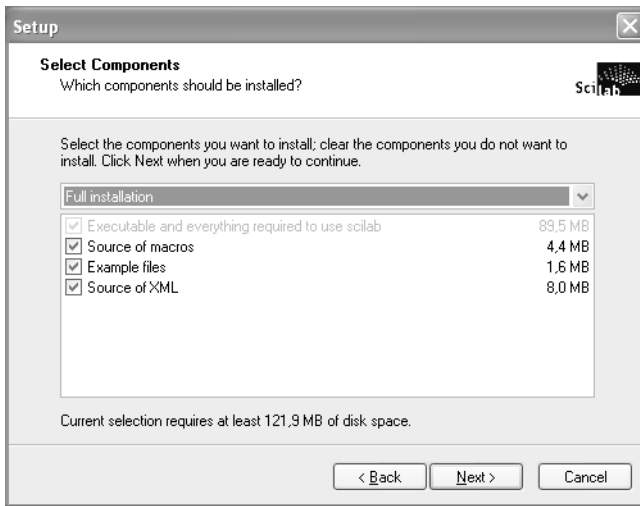 Setup
Select Components
Which components should be installed?
Scilab
Select the components you want to install; clear the components you do not want to
install. Click Next when you are ready to continue.
Full installation
Executable and everything required to use scilab 89,5 MB
Source of macros 4,4 MB
Example files 1,6 MB
Source of XML 8,0 MB
Current selection requires at least 121,9 MB of disk space.
< Back Next > Cancel